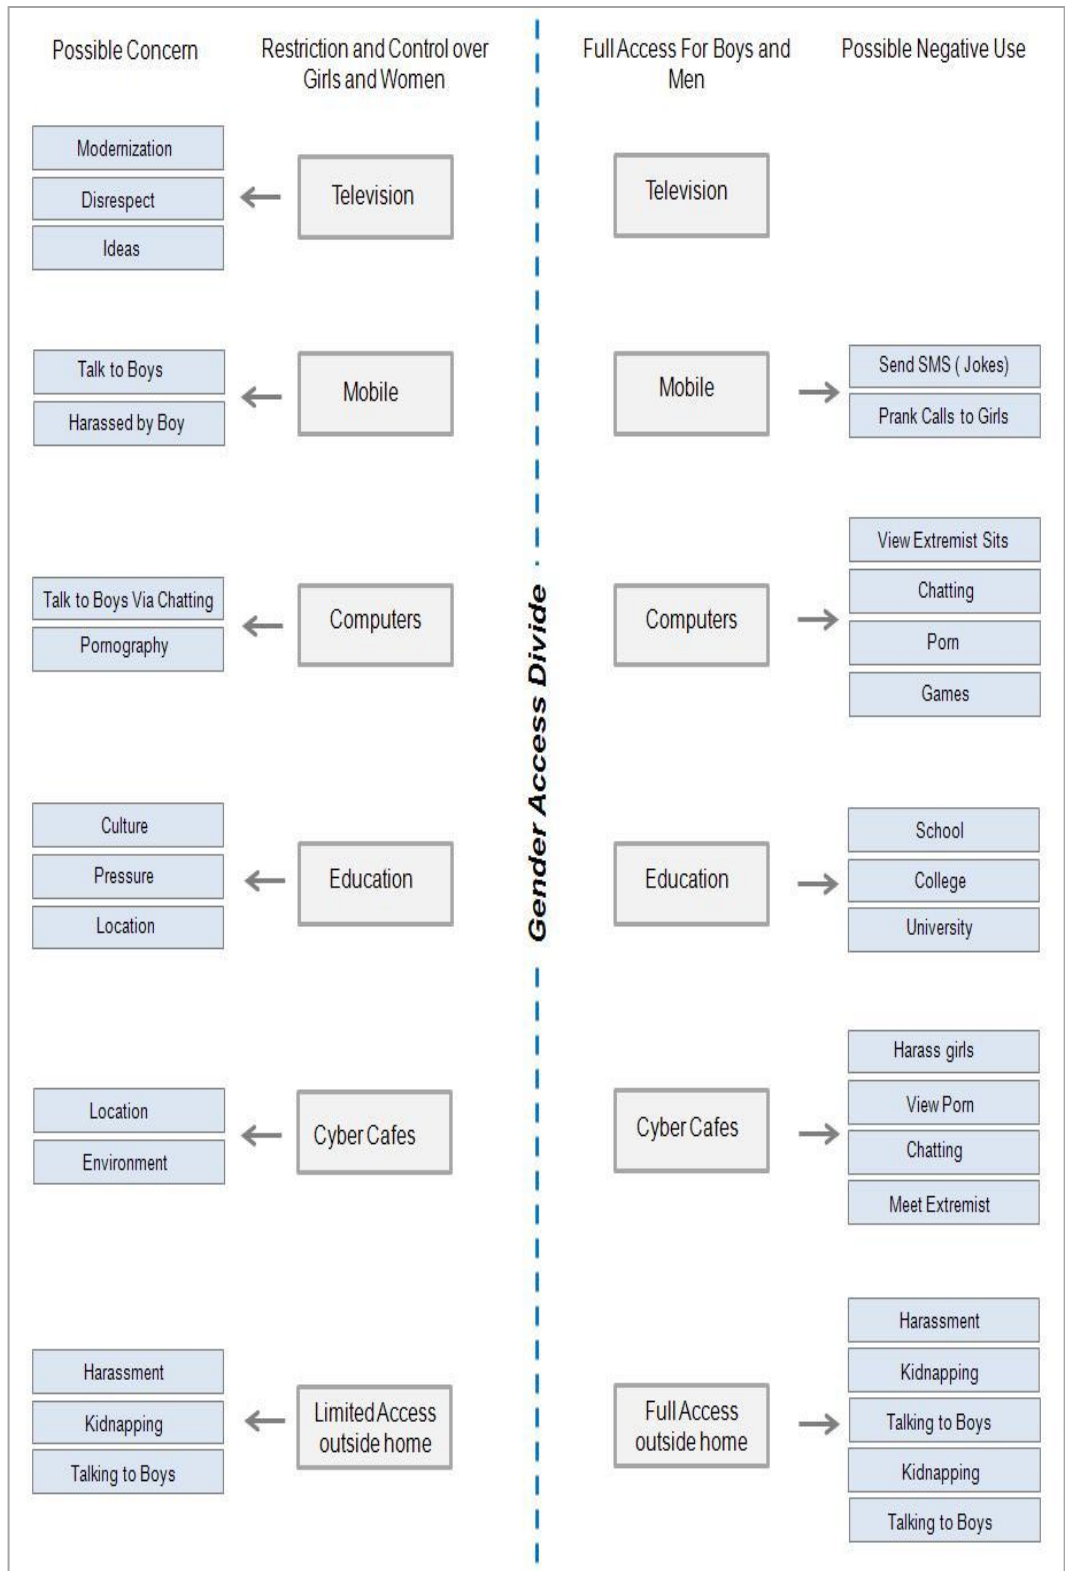 Possible Concern
Restriction and Control over
Girls and Women
Full Access For Boys and
Men
Possible Negative Use
Modernization
Disrespect
Ideas
Television
Television
Talk to Boys
Harassed by Boy
Mobile
Mobile
Send SMS ( Jokes)
Prank Calls to Girls
Talk to Boys Via Chatting
Pornography
Computers
Gender Access Divide
Computers
View Extremist Sits
Chatting
Porn
Games
Culture
Pressure
Location
Education
Education
School
College
University
Location
Environment
Cyber Cafes
Cyber Cafes
Harass girls
View Porn
Chatting
Meet Extremist
Harassment
Kidnapping
Talking to Boys
Limited Access
outside home
Full Access
outside home
Harassment
Kidnapping
Talking to Boys
Kidnapping
Talking to Boys